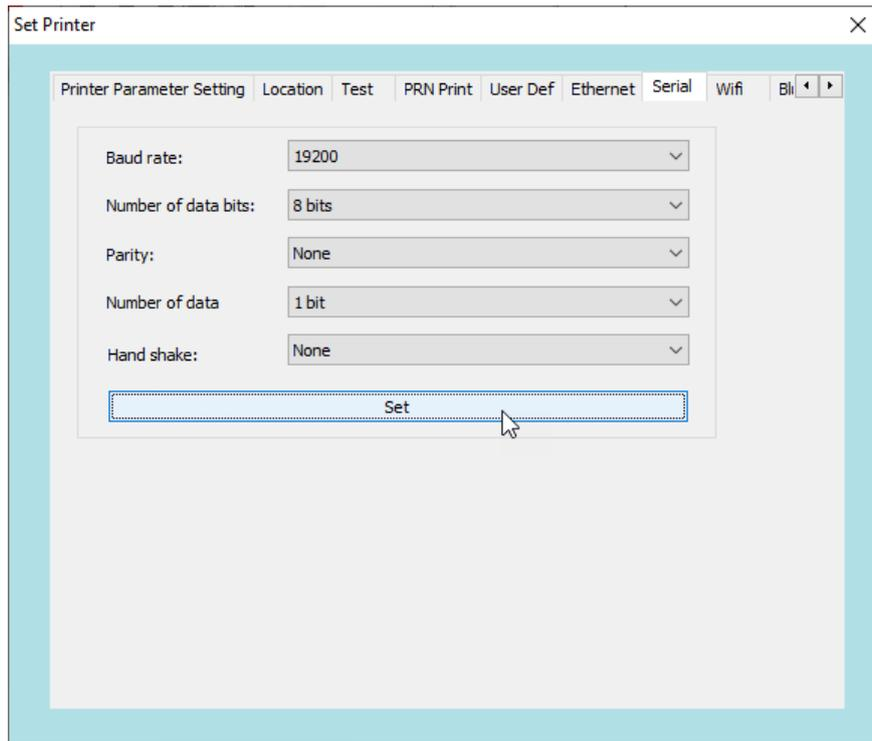 Set Printer
Printer Parameter Setting Location Test PRN Print User Def Ethernet Serial Wifi
Baud rate: 19200
Number of data bits: 8 bits
Parity: None
Number of data 1 bit
Hand shake: None
Set